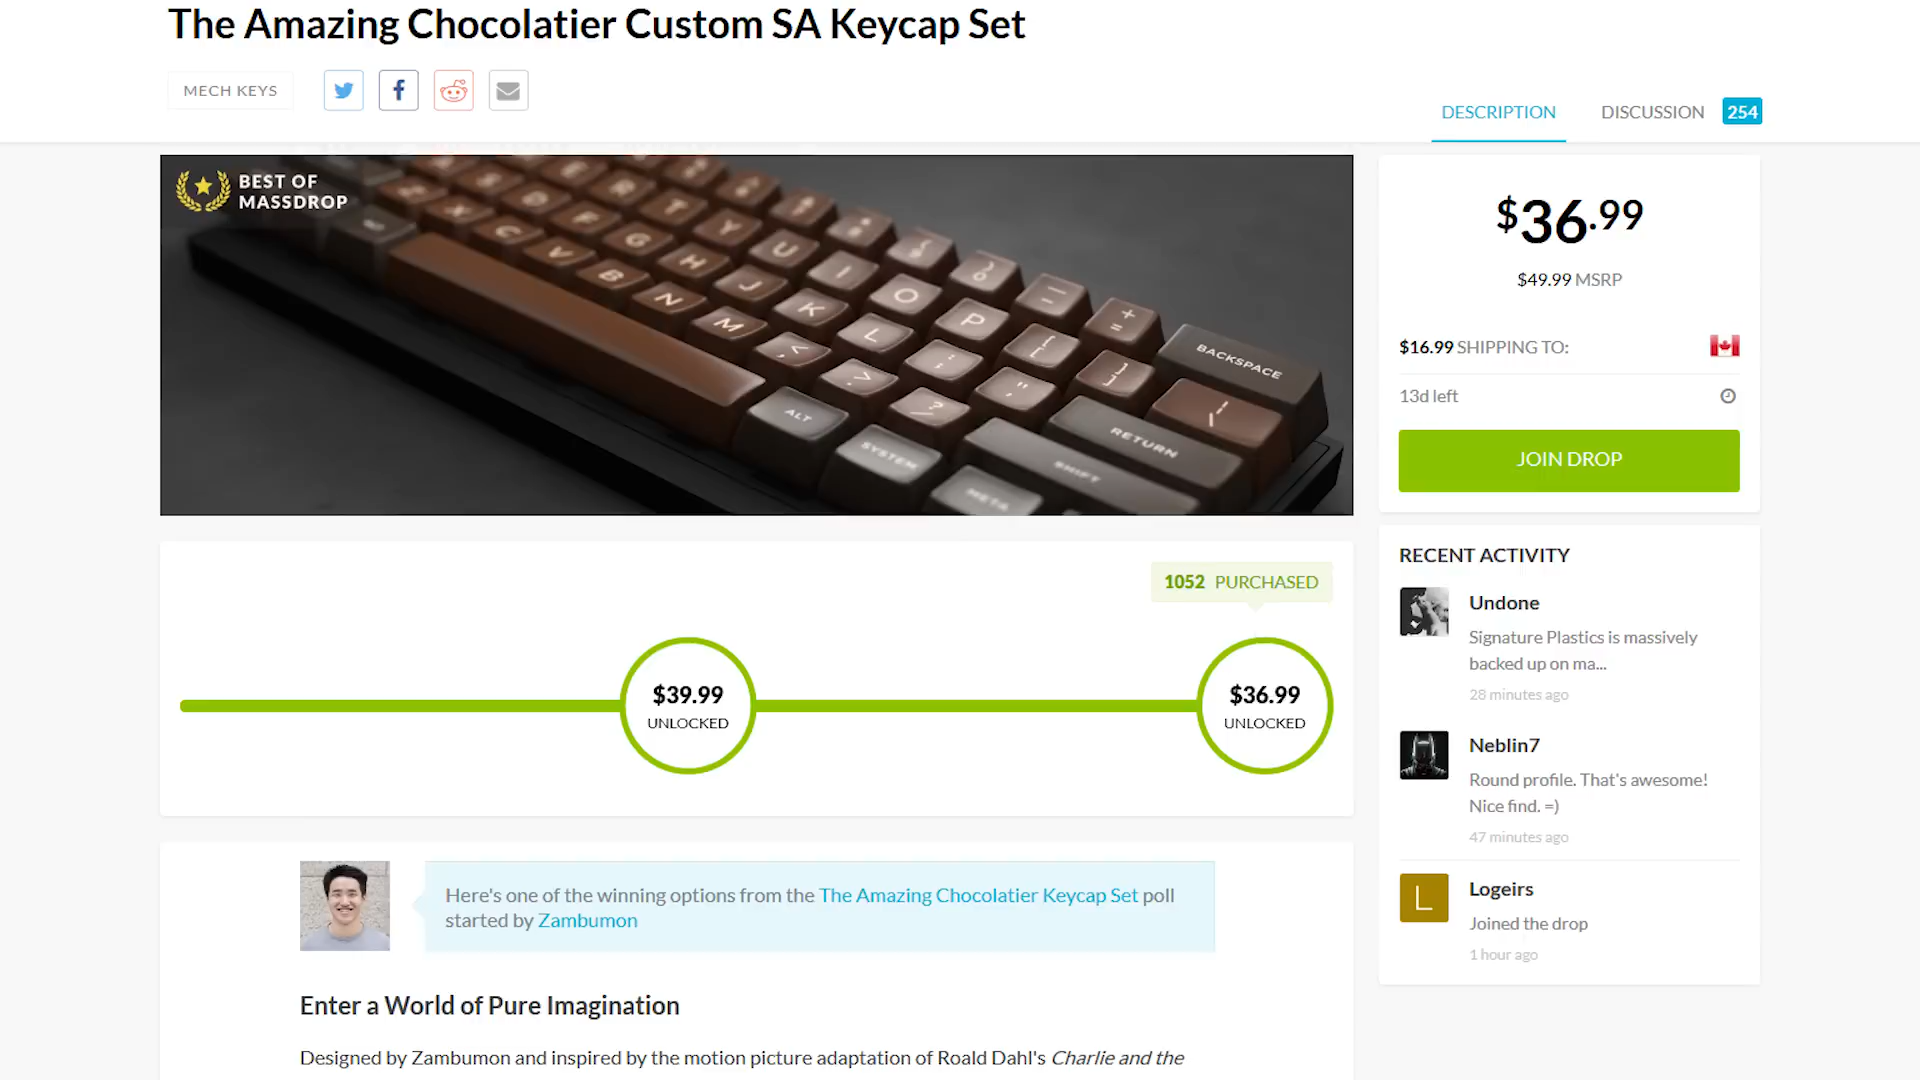 The Amazing Chocolatier Custom SA Keycap Set
MECH KEYS
DESCRIPTION
DISCUSSION 254
BEST OF
MASSDROP
BACKSPACE
RETURN
ALT
SYSTEM
SHIFT
META
$36.99
$49.99 MSRP
$16.99 SHIPPING TO:
13d left
JOIN DROP
1052 PURCHASED
$39.99
UNLOCKED
$36.99
UNLOCKED
RECENT ACTIVITY
Undone
Signature Plastics is massively
backed up on ma...
28 minutes ago
Neblin7
Round profile. That's awesome!
Nice find. =)
47 minutes ago
L
Logeirs
Joined the drop
1 hour ago
Here's one of the winning options from the The Amazing Chocolatier Keycap Set poll
started by Zambumon
Enter a World of Pure Imagination
Designed by Zambumon and inspired by the motion picture adaptation of Roald Dahl's Charlie and the